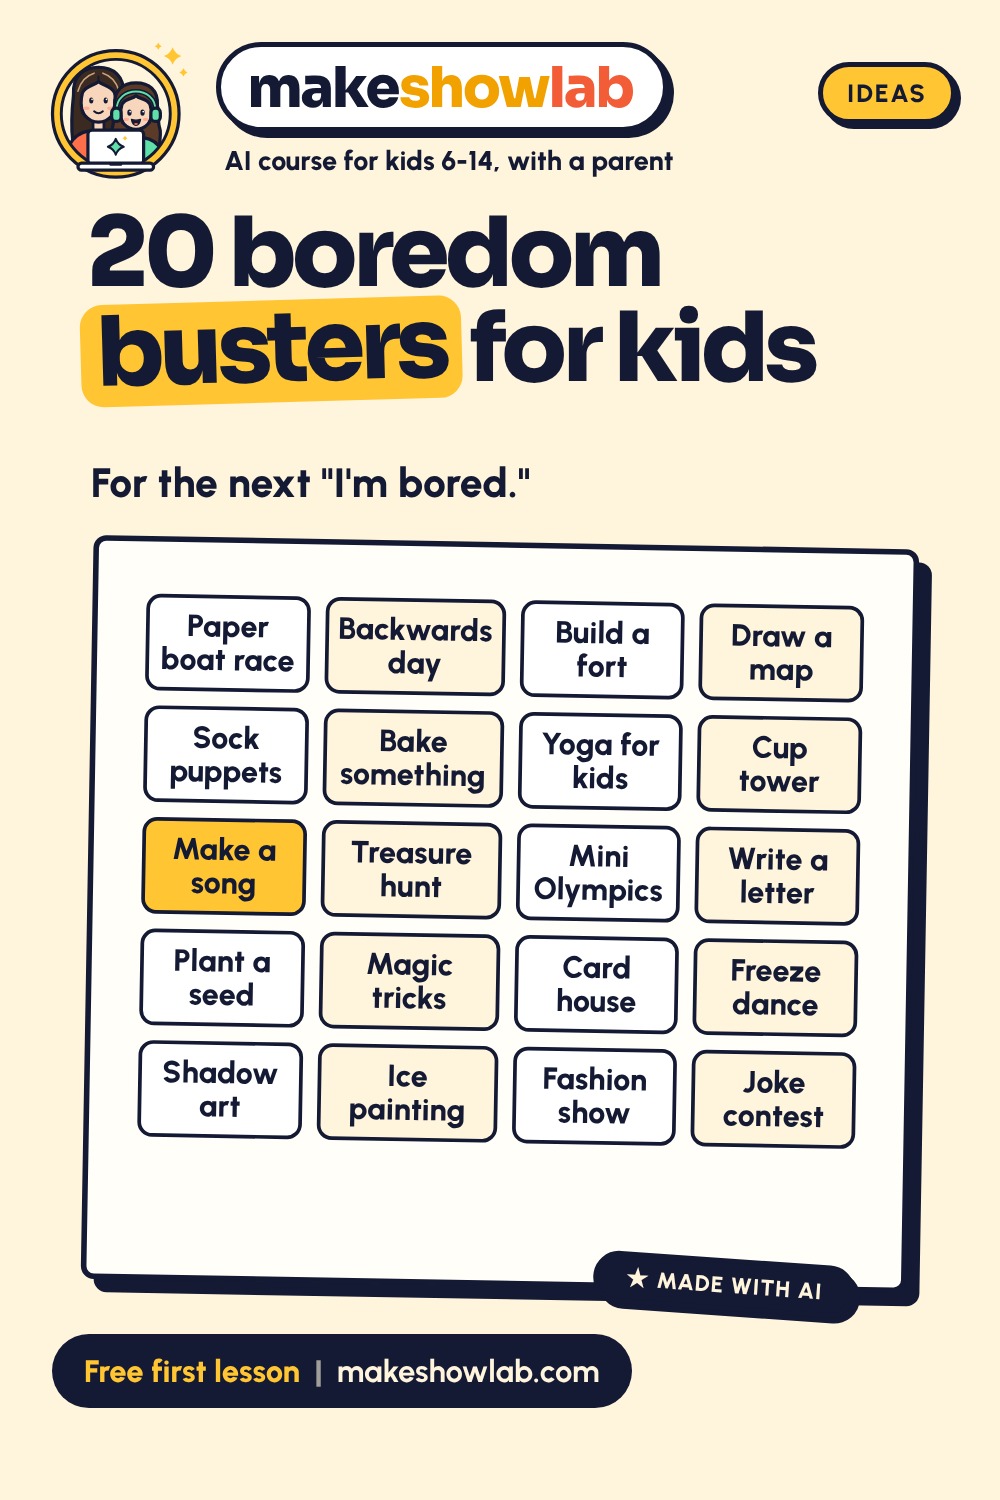 makeshowlab
IDEAS
AI course for kids 6-14, with a parent
20 boredom
busters for kids
For the next "I'm bored."
Paper
boat race
Backwards
day
Build a
fort
Draw a
map
Sock
puppets
Bake
something
Yoga for
kids
Cup
tower
Make a
song
Treasure
hunt
Mini
Olympics
Write a
letter
Plant a
seed
Magic
tricks
Card
house
Freeze
dance
Shadow
art
Ice
painting
Fashion
show
Joke
contest
★ MADE WITH AI
Free first lesson | makeshowlab.com